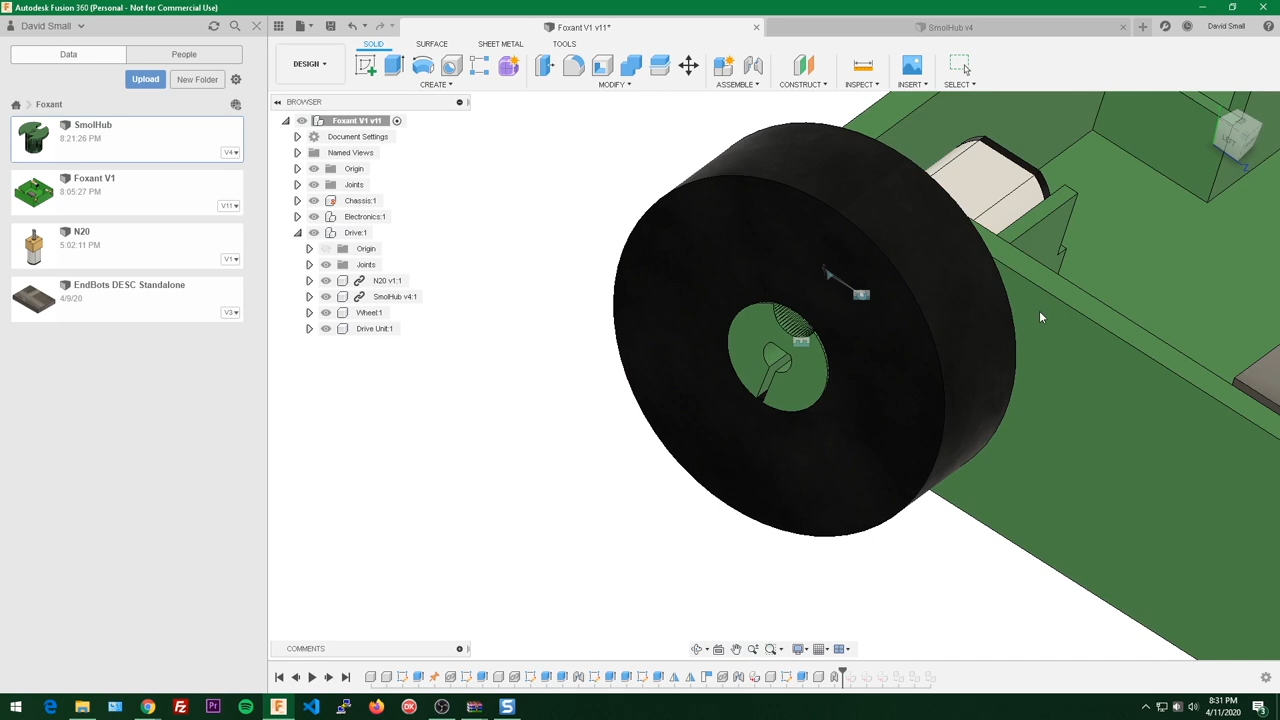 Autodesk Fusion 360 (Personal - Not for Commercial Use)
David Small
Foxant V1 v11*
SmolHub v4
David Small
Data
People
SOLID
SURFACE
SHEET METAL
TOOLS
DESIGN
Upload
New Folder
CREATE
MODIFY
ASSEMBLE
CONSTRUCT
INSPECT
INSERT
SELECT
Foxant
BROWSER
SmolHub
8:21:26 PM
V4
Foxant V1
8:05:27 PM
V11
N20
5:02:11 PM
V1
EndBots DESC Standalone
4/9/20
V3
Foxant V1 v11
Document Settings
Named Views
Origin
Joints
Chassis:1
Electronics:1
Drive:1
Origin
Joints
N20 v1:1
SmolHub v4:1
Wheel:1
Drive Unit:1
COMMENTS
8:31 PM
4/11/2020
3